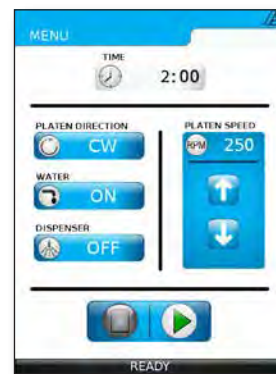 MENU
TIME
2:00
PLATEN DIRECTION
CW
WATER
ON
DISPENSER
OFF
PLATEN SPEED
RPM 250
READY